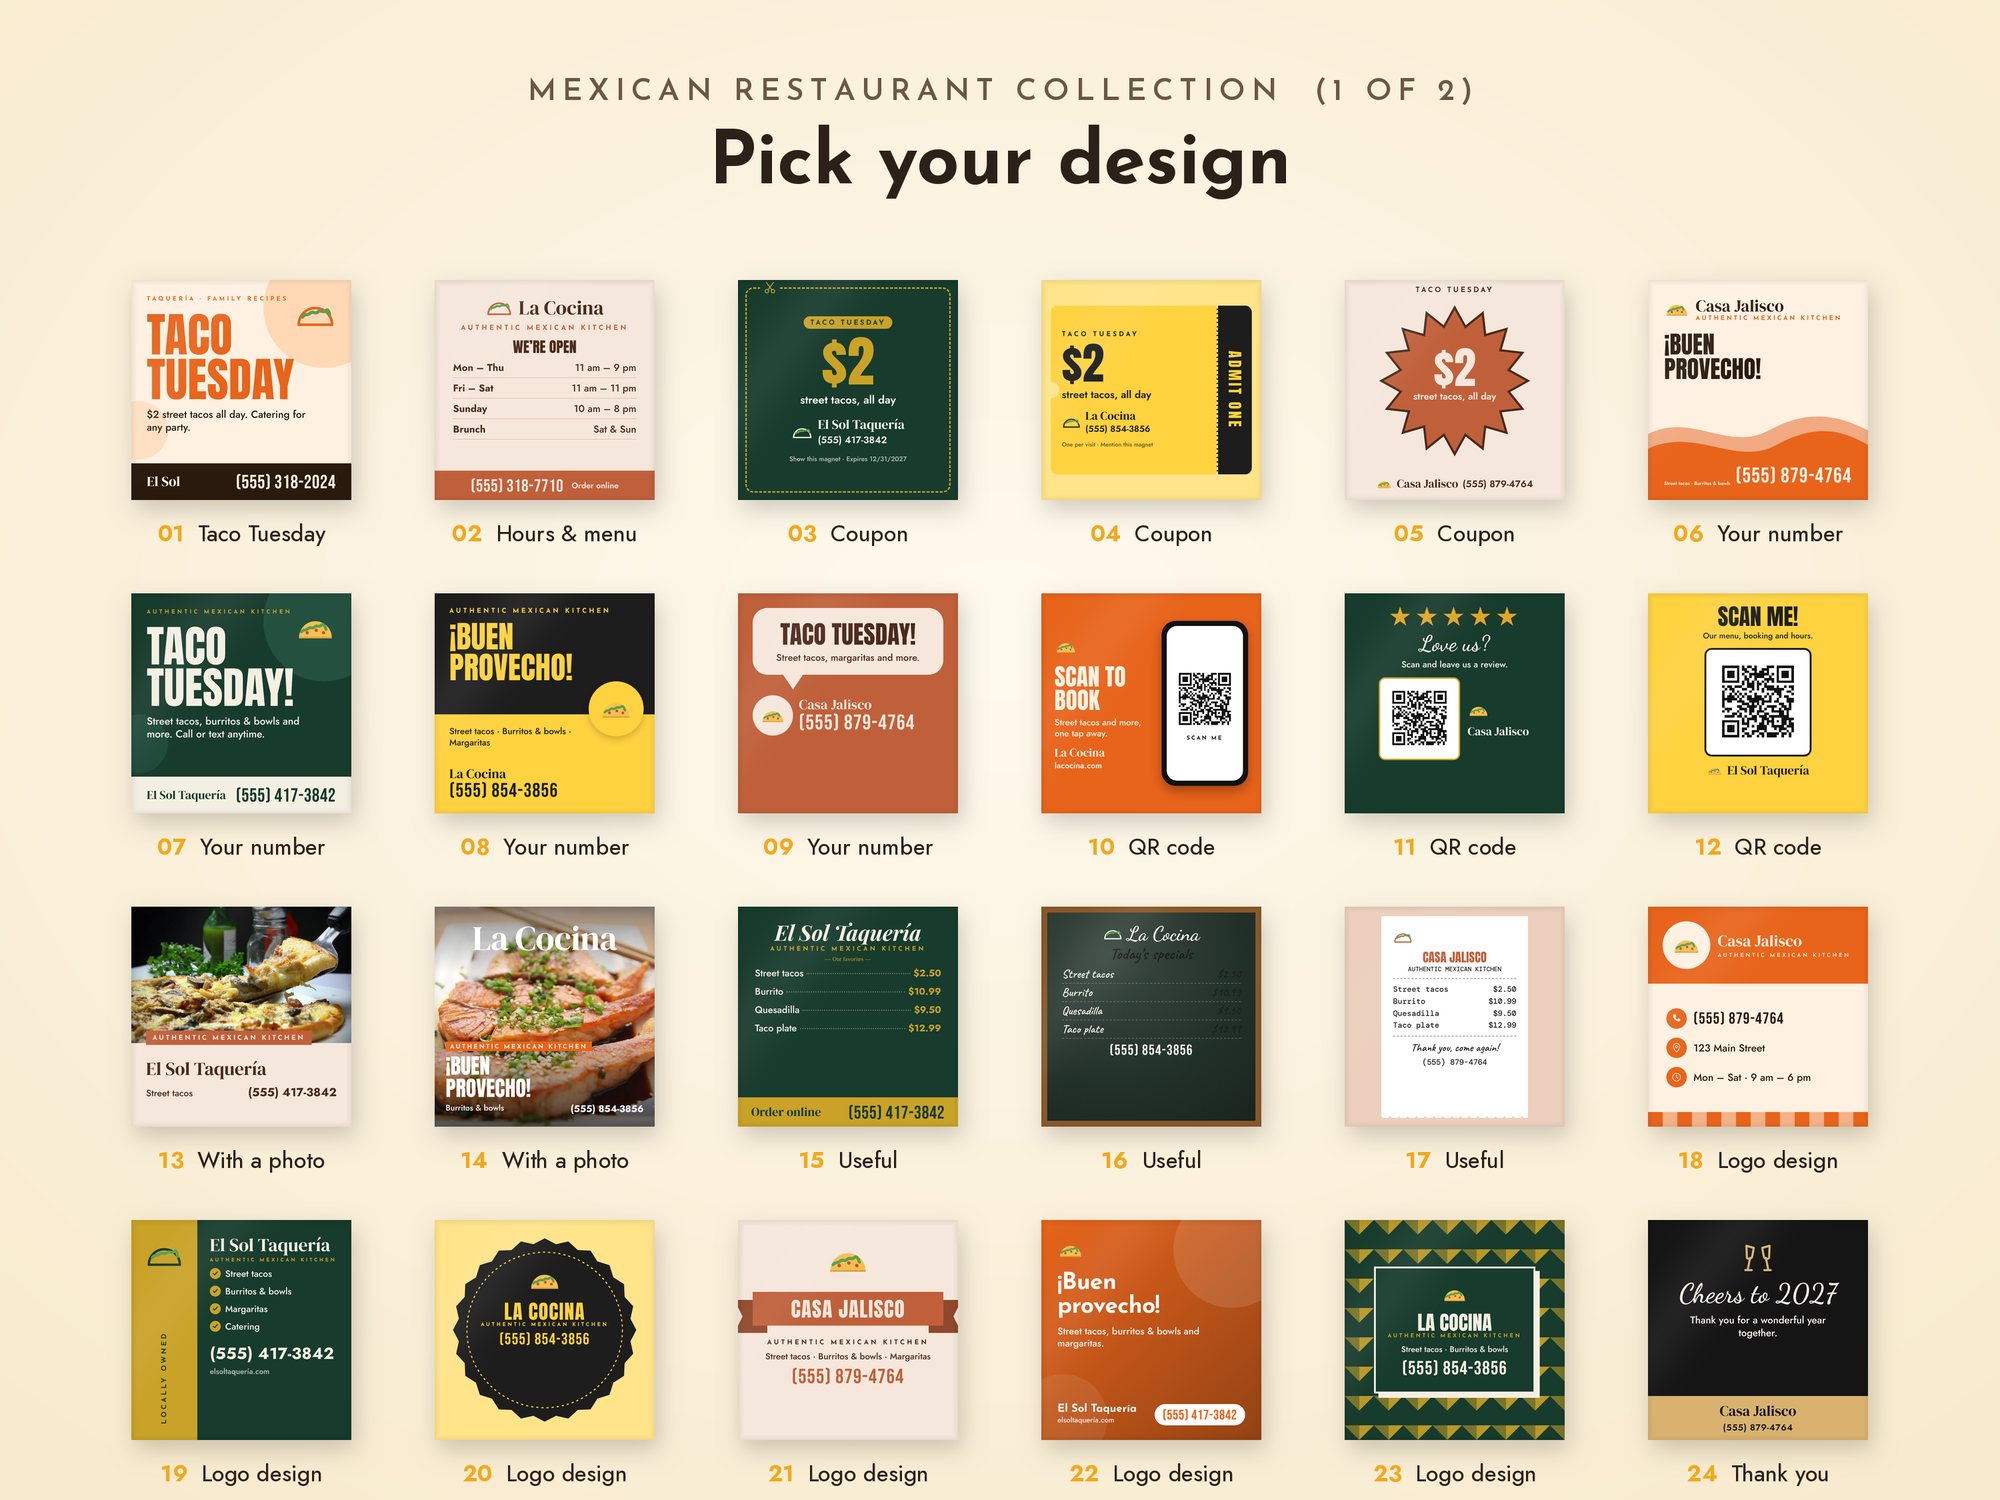 MEXICAN RESTAURANT COLLECTION (1 OF 2)
Pick your design
TAQUERÍA · FAMILY RECIPES
TACO
TUESDAY
$2 street tacos all day. Catering for
any party.
El Sol (555) 318-2024
01 Taco Tuesday
La Cocina
AUTHENTIC MEXICAN KITCHEN
WE'RE OPEN
Mon – Thu 11 am – 9 pm
Fri – Sat 11 am – 11 pm
Sunday 10 am – 8 pm
Brunch Sat & Sun
(555) 318-7710 Order online
02 Hours & menu
TACO TUESDAY
$2
street tacos, all day
El Sol Taquería
(555) 417-3842
Show this magnet · Expires 12/31/2027
03 Coupon
TACO TUESDAY
$2
street tacos, all day
La Cocina
(555) 854-3856
One per visit · Mention this magnet
ADMIT ONE
04 Coupon
TACO TUESDAY
$2
street tacos, all day
Casa Jalisco (555) 879-4764
05 Coupon
Casa Jalisco
AUTHENTIC MEXICAN KITCHEN
¡BUEN
PROVECHO!
Street tacos · Burritos & bowls (555) 879-4764
06 Your number
AUTHENTIC MEXICAN KITCHEN
TACO
TUESDAY!
Street tacos, burritos & bowls and
more. Call or text anytime.
El Sol Taquería (555) 417-3842
07 Your number
AUTHENTIC MEXICAN KITCHEN
¡BUEN
PROVECHO!
Street tacos · Burritos & bowls ·
Margaritas
La Cocina
(555) 854-3856
08 Your number
TACO TUESDAY!
Street tacos, margaritas and more.
Casa Jalisco
(555) 879-4764
09 Your number
SCAN TO
BOOK
Street tacos and more,
one tap away.
La Cocina
lacocina.com
SCAN ME
10 QR code
Love us?
Scan and leave us a review.
Casa Jalisco
11 QR code
SCAN ME!
Our menu, booking and hours.
El Sol Taquería
12 QR code
AUTHENTIC MEXICAN KITCHEN
El Sol Taquería
Street tacos (555) 417-3842
13 With a photo
La Cocina
AUTHENTIC MEXICAN KITCHEN
¡BUEN
PROVECHO!
Burritos & bowls (555) 854-3856
14 With a photo
El Sol Taquería
AUTHENTIC MEXICAN KITCHEN
— Our favorites —
Street tacos $2.50
Burrito $10.99
Quesadilla $9.50
Taco plate $12.99
Order online (555) 417-3842
15 Useful
La Cocina
Today's specials
Street tacos $2.50
Burrito $10.99
Quesadilla $9.50
Taco plate $12.99
(555) 854-3856
16 Useful
CASA JALISCO
AUTHENTIC MEXICAN KITCHEN
Street tacos $2.50
Burrito $10.99
Quesadilla $9.50
Taco plate $12.99
Thank you, come again!
(555) 879-4764
17 Useful
Casa Jalisco
AUTHENTIC MEXICAN KITCHEN
(555) 879-4764
123 Main Street
Mon – Sat · 9 am – 6 pm
18 Logo design
LOCALLY OWNED
El Sol Taquería
AUTHENTIC MEXICAN KITCHEN
Street tacos
Burritos & bowls
Margaritas
Catering
(555) 417-3842
elsoltaqueria.com
19 Logo design
LA COCINA
AUTHENTIC MEXICAN KITCHEN
(555) 854-3856
20 Logo design
CASA JALISCO
AUTHENTIC MEXICAN KITCHEN
Street tacos · Burritos & bowls · Margaritas
(555) 879-4764
21 Logo design
¡Buen
provecho!
Street tacos, burritos & bowls and
margaritas.
El Sol Taquería
elsoltaqueria.com
(555) 417-3842
22 Logo design
LA COCINA
AUTHENTIC MEXICAN KITCHEN
Street tacos · Burritos & bowls
(555) 854-3856
23 Logo design
Cheers to 2027
Thank you for a wonderful year
together.
Casa Jalisco
(555) 879-4764
24 Thank you